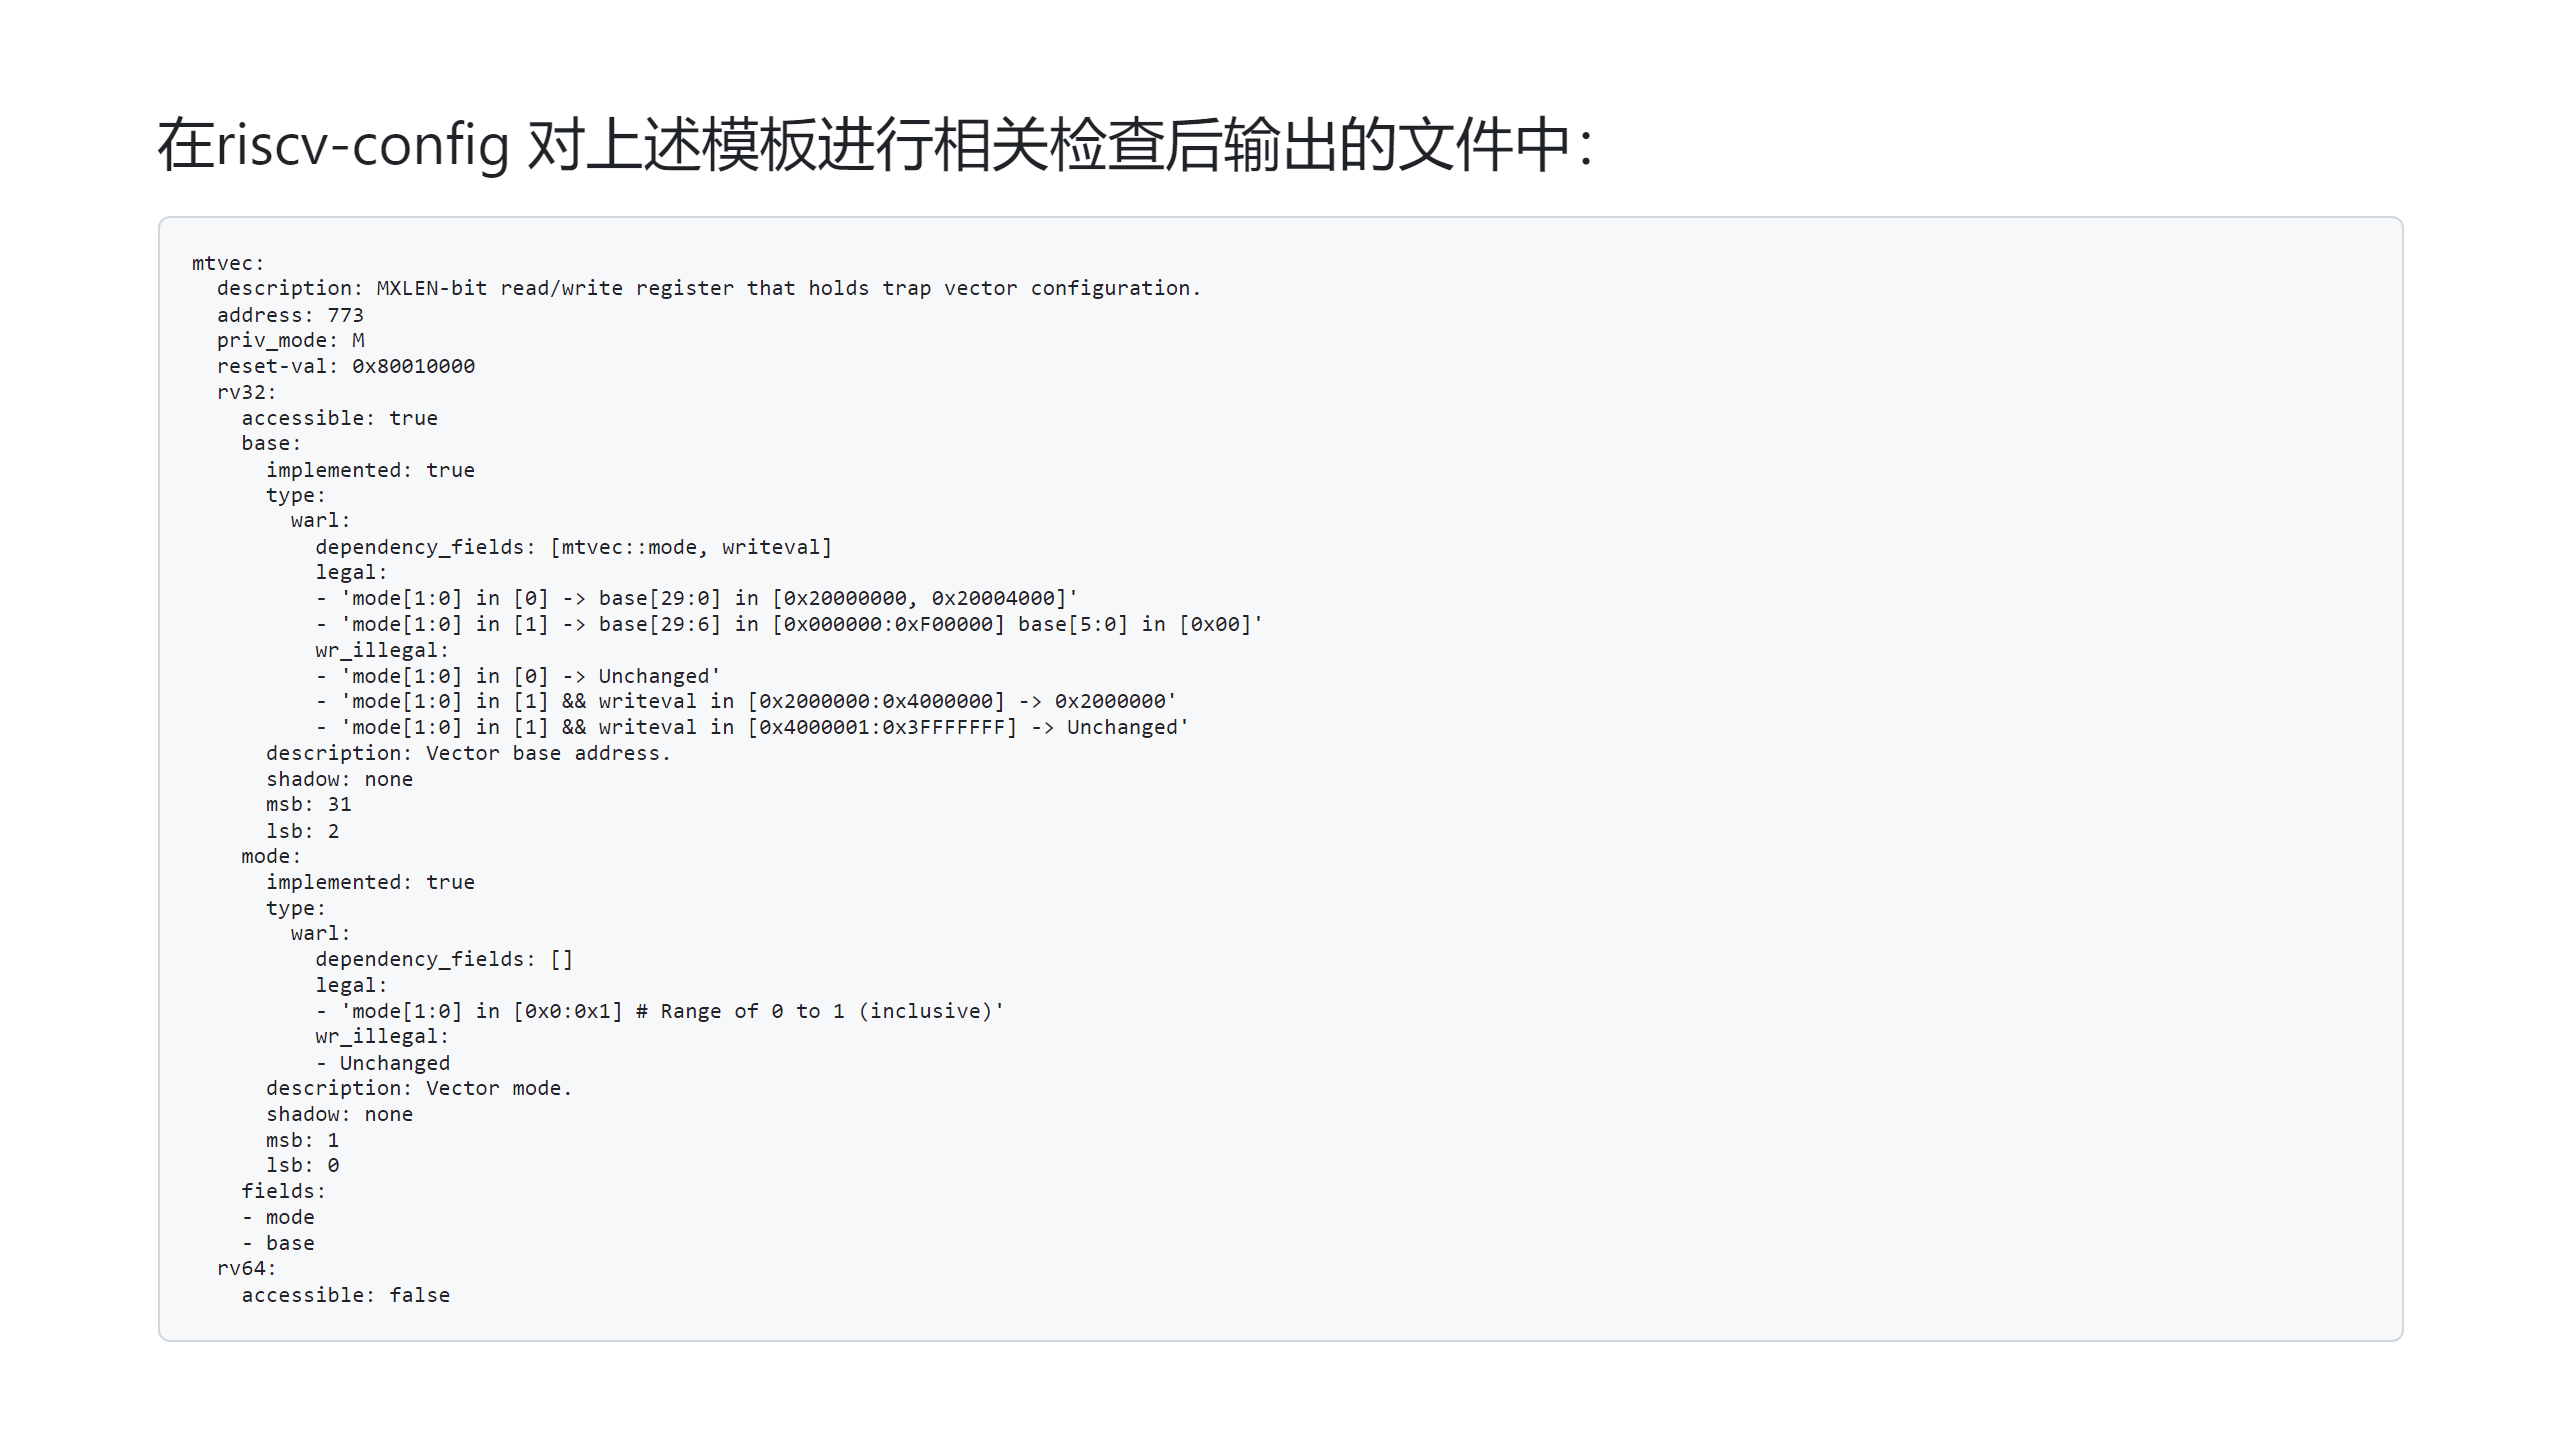 在riscv-config 对上述模板进行相关检查后输出的文件中：
mtvec:
  description: MXLEN-bit read/write register that holds trap vector configuration.
  address: 773
  priv_mode: M
  reset-val: 0x80010000
  rv32:
    accessible: true
    base:
      implemented: true
      type:
        warl:
          dependency_fields: [mtvec::mode, writeval]
          legal:
          - 'mode[1:0] in [0] -> base[29:0] in [0x20000000, 0x20004000]'
          - 'mode[1:0] in [1] -> base[29:6] in [0x000000:0xF00000] base[5:0] in [0x00]'
          wr_illegal:
          - 'mode[1:0] in [0] -> Unchanged'
          - 'mode[1:0] in [1] && writeval in [0x2000000:0x4000000] -> 0x2000000'
          - 'mode[1:0] in [1] && writeval in [0x4000001:0x3FFFFFFF] -> Unchanged'
      description: Vector base address.
      shadow: none
      msb: 31
      lsb: 2
    mode:
      implemented: true
      type:
        warl:
          dependency_fields: []
          legal:
          - 'mode[1:0] in [0x0:0x1] # Range of 0 to 1 (inclusive)'
          wr_illegal:
          - Unchanged
      description: Vector mode.
      shadow: none
      msb: 1
      lsb: 0
    fields:
    - mode
    - base
  rv64:
    accessible: false